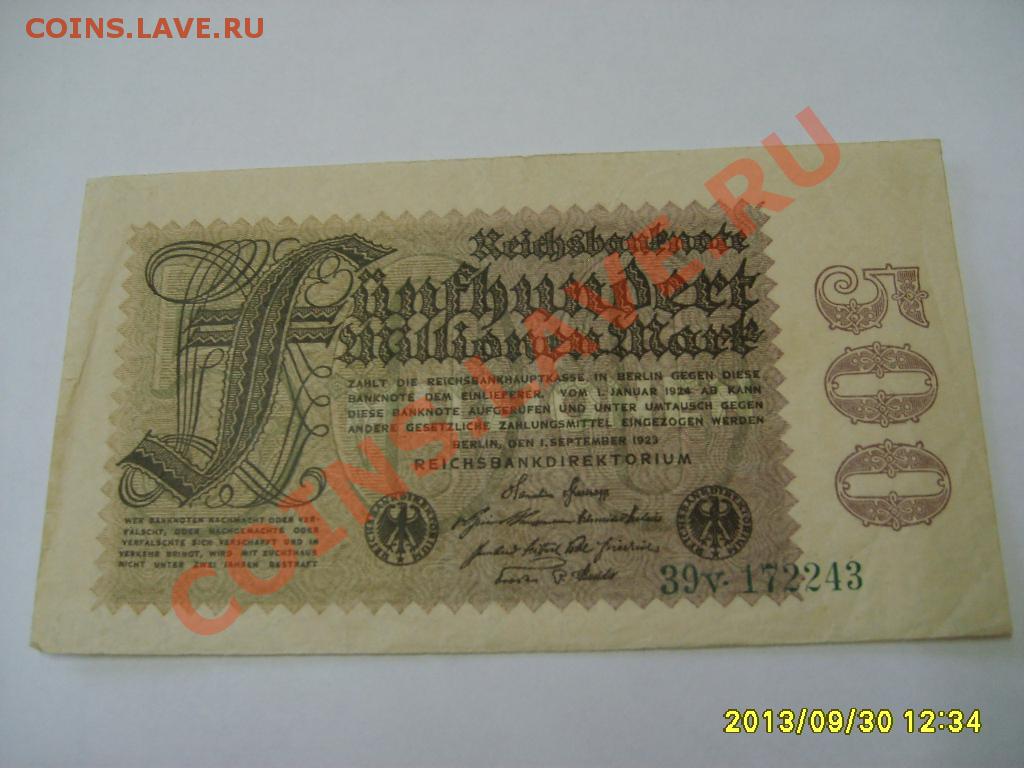 COINS.LAVE.RU
Reichsbanknote
Fünfhundert
Millionen Mark
ZAHLT DIE REICHSBANKHAUPTKASSE IN BERLIN GEGEN DIESE
BANKNOTE DEM EINLIEFERER. VOM 1. JANUAR 1924 AB KANN
DIESE BANKNOTE AUFGERUFEN UND UNTER UMTAUSCH GEGEN
ANDERE GESETZLICHE ZAHLUNGSMITTEL EINGEZOGEN WERDEN
BERLIN, DEN 1. SEPTEMBER 1923
REICHSBANKDIREKTORIUM
WER BANKNOTEN NACHMACHT ODER VER-
FÄLSCHT, ODER NACHGEMACHTE ODER
VERFÄLSCHTE SICH VERSCHAFFT UND IN
VERKEHR BRINGT, WIRD MIT ZUCHTHAUS
NICHT UNTER ZWEI JAHREN BESTRAFT
REICHSBANKDIREKTORIUM
REICHSBANKDIREKTORIUM
39V·172243
500
COINS.LAVE.RU
2013/09/30 12:34